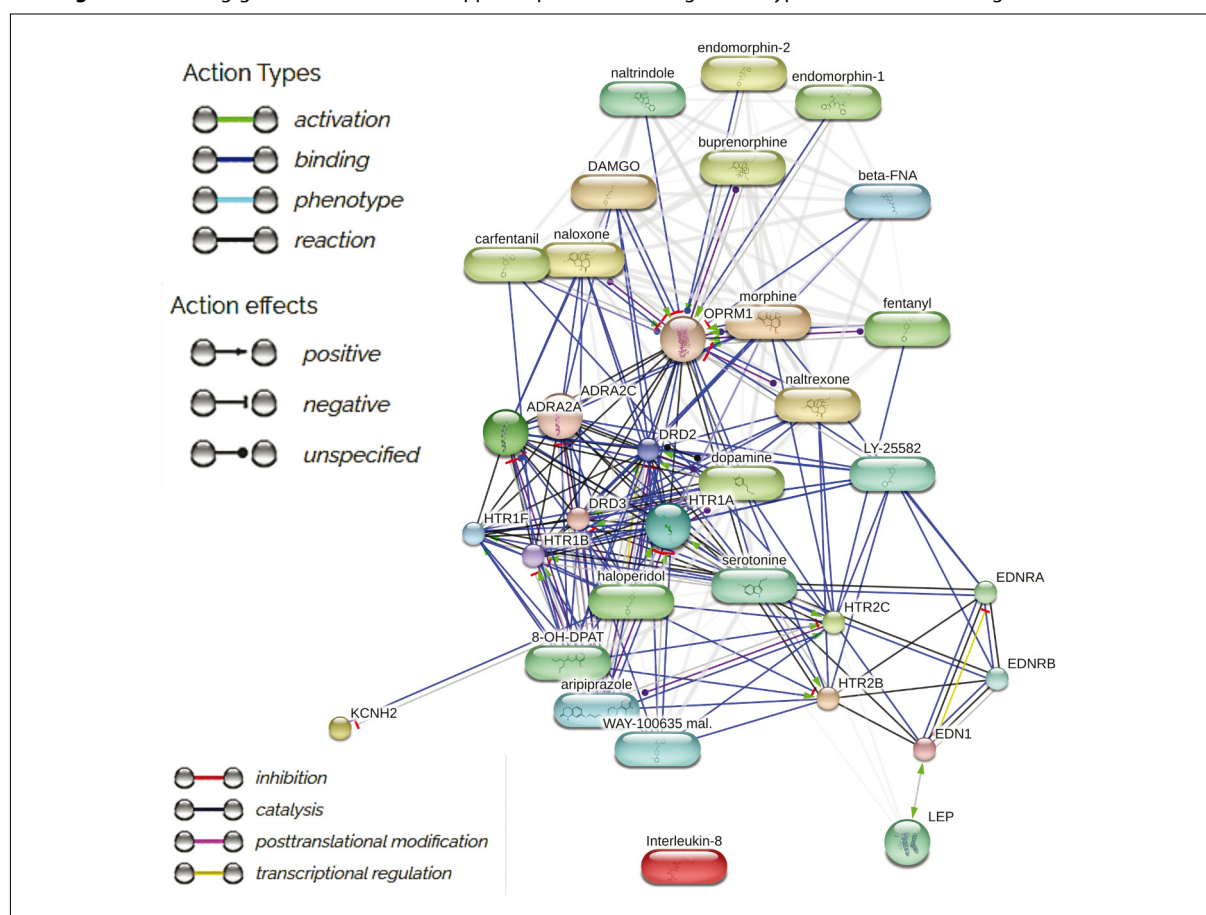 Action Types
activation
binding
phenotype
reaction
Action effects
positive
negative
unspecified
endomorphin-2
naltrindole
endomorphin-1
buprenorphine
DAMGO
beta-FNA
carfentanil
naloxone
morphine
fentanyl
OPRM1
naltrexone
ADRA2C
ADRA2A
DRD2
dopamine
LY-25582
DRD3
HTR1A
HTR1F
HTR1B
serotonine
haloperidol
EDNRA
HTR2C
8-OH-DPAT
EDNRB
HTR2B
aripiprazole
KCNH2
WAY-100635 mal.
EDN1
LEP
Interleukin-8
inhibition
catalysis
posttranslational modification
transcriptional regulation